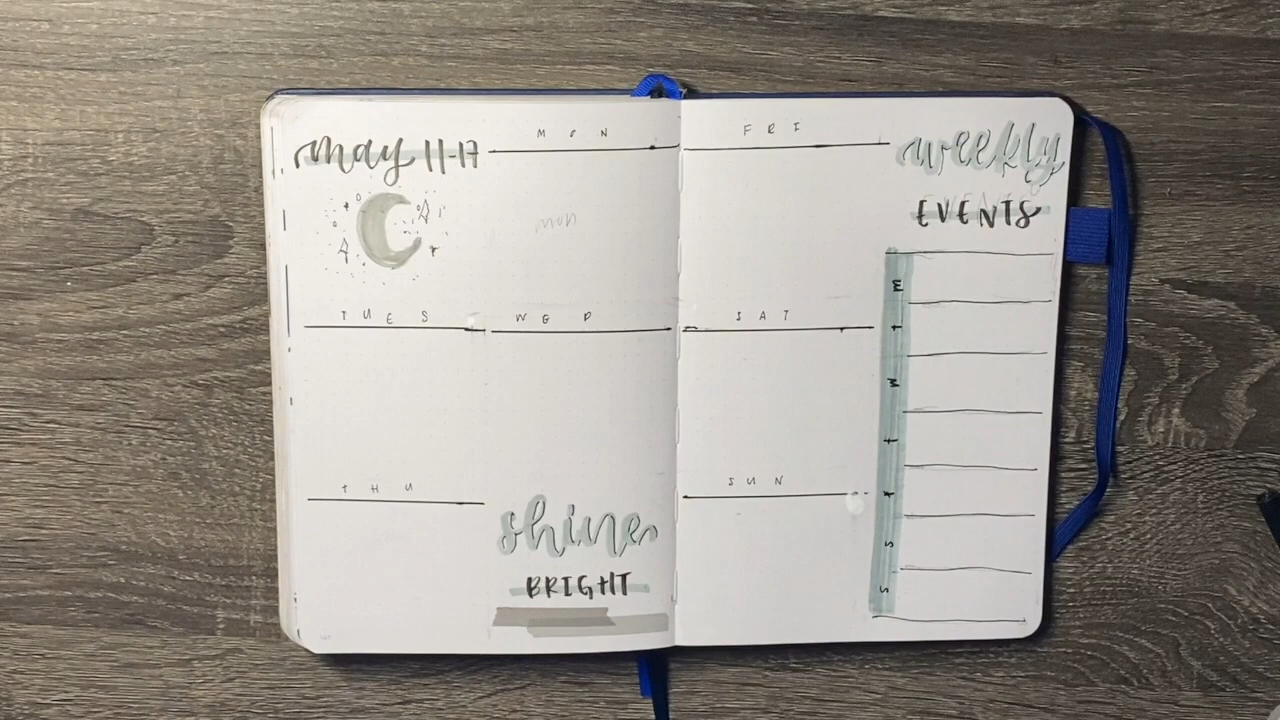 may 11-17
MON
mon
TUES
WED
tHU
shine
BRIGHT
FRI
SAT
SUN
weekly
EVENTS
M
t
W
t
f
s
s